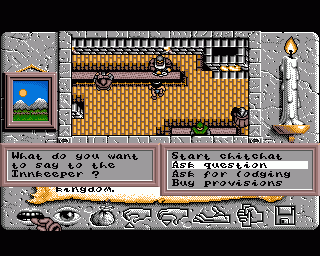 What do you want
to say to the
Innkeeper ?
Start chitchat
Ask question
Ask for lodging
Buy provisions
kingdom.